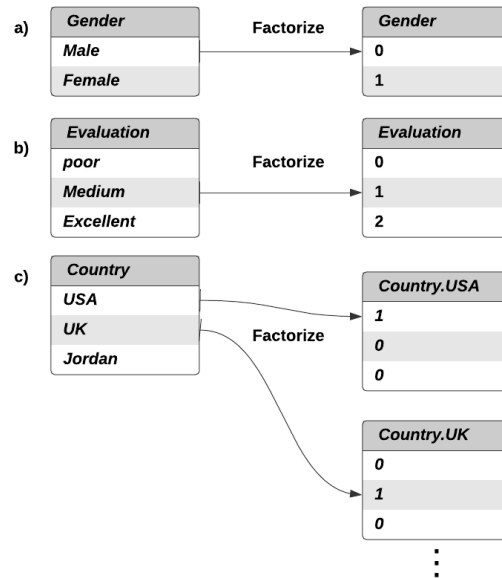 a)
Gender
Male
Female
Factorize
Gender
0
1
b)
Evaluation
poor
Medium
Excellent
Factorize
Evaluation
0
1
2
c)
Country
USA
UK
Jordan
Factorize
Country.USA
1
0
0
Country.UK
0
1
0